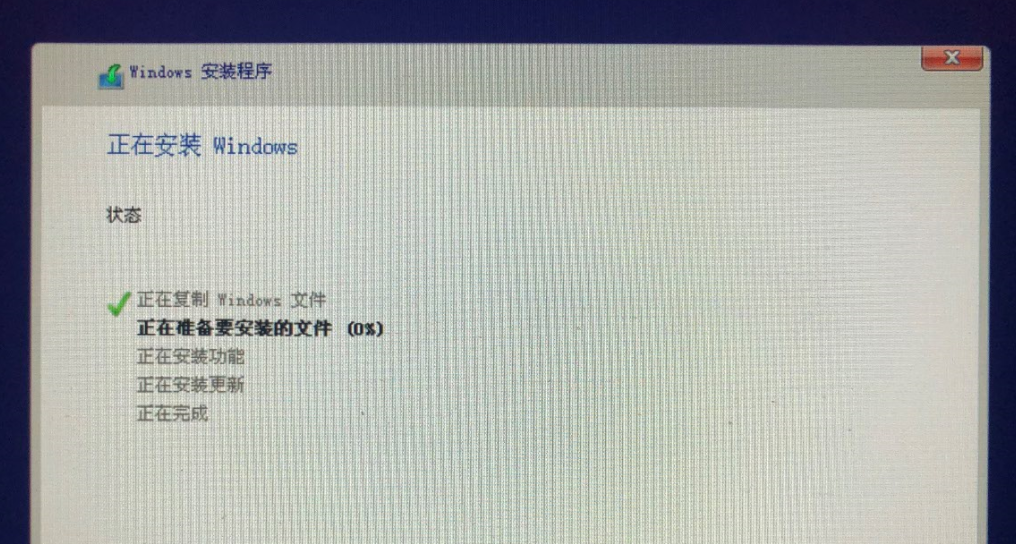 Windows 安装程序
正在安装 Windows
状态
正在复制 Windows 文件
正在准备要安装的文件 (0%)
正在安装功能
正在安装更新
正在完成